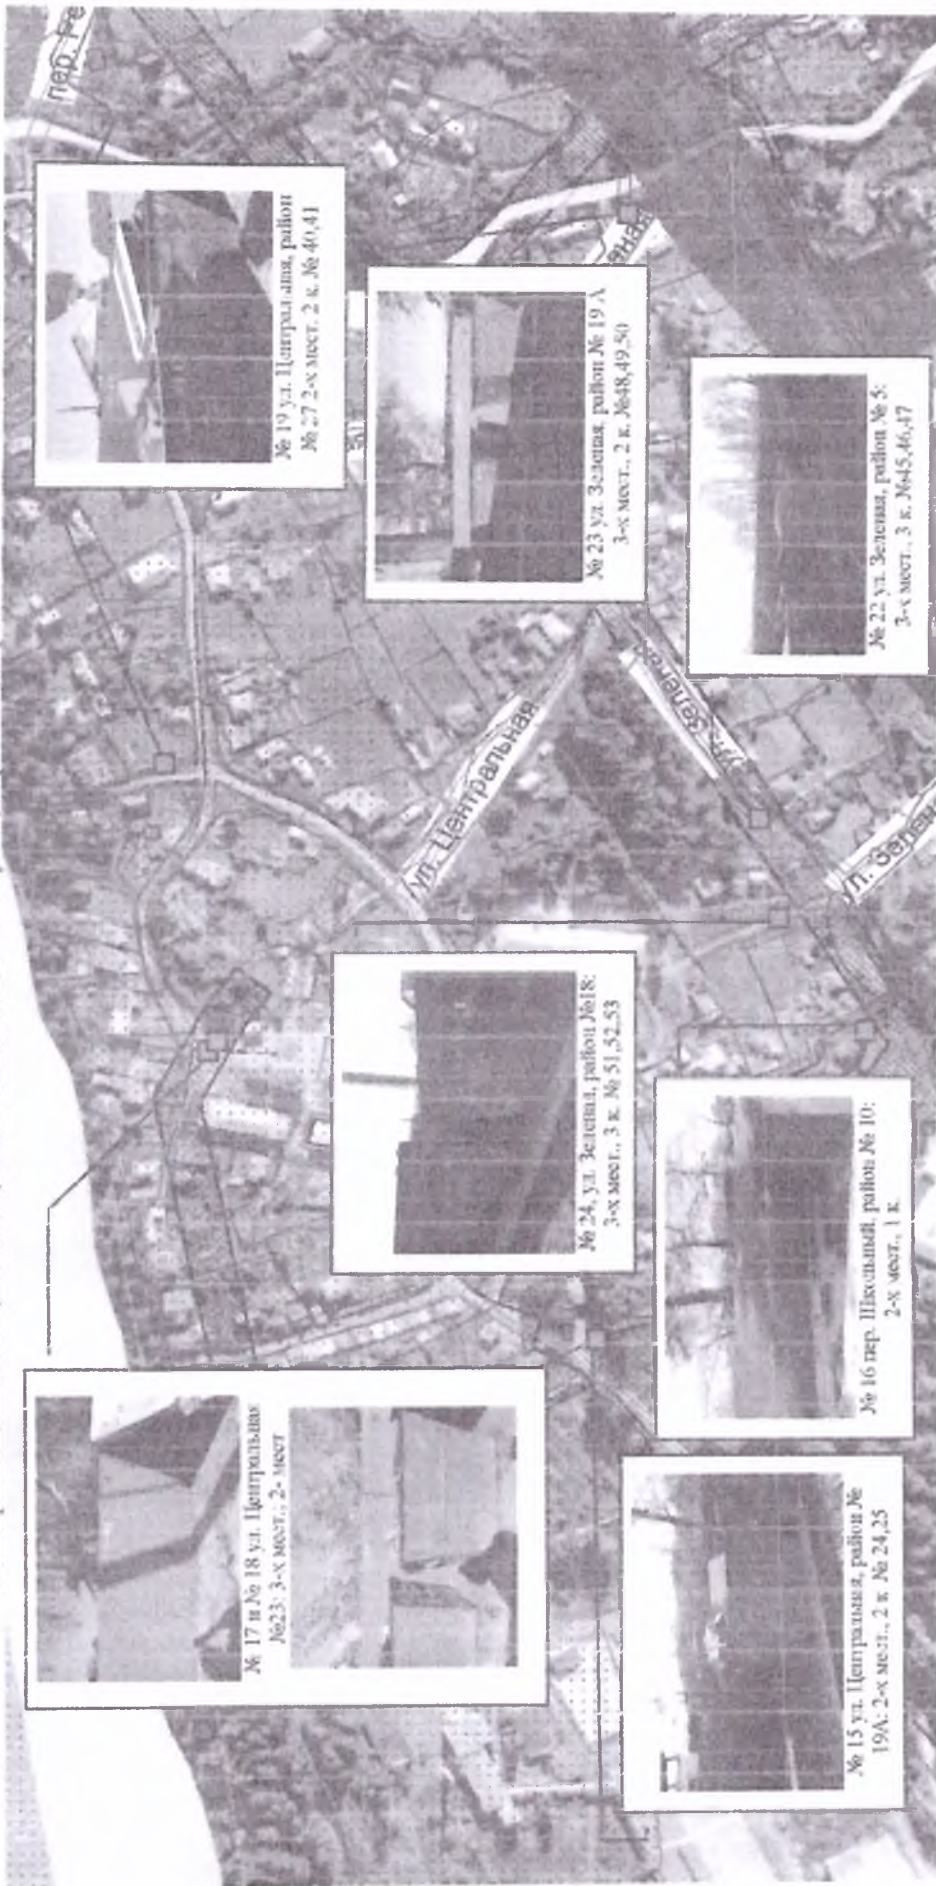 № 17 и № 18 ул. Центральная
№23: 3-х мест., 2- мест
№ 15 ул. Центральная, район №
19А: 2-х мест., 2 к № 24,25
№ 24, ул. Зеленая, район №18:
3-х мест., 3 к № 51,52,53
№ 16 пер. Школьный, район № 10:
2-х мест., 1 к
№ 19 ул. Центральная, район
№ 27 2-х мест. 2 к. № 40,41
№ 23 ул. Зеленая, район № 19 А
3-х мест., 2 к. №48,49,50
№ 22 ул. Зеленая, район № 5:
3-х мест., 3 к. №45,46,47
ул. Центральная
ул. Зеленая
пер. Ре